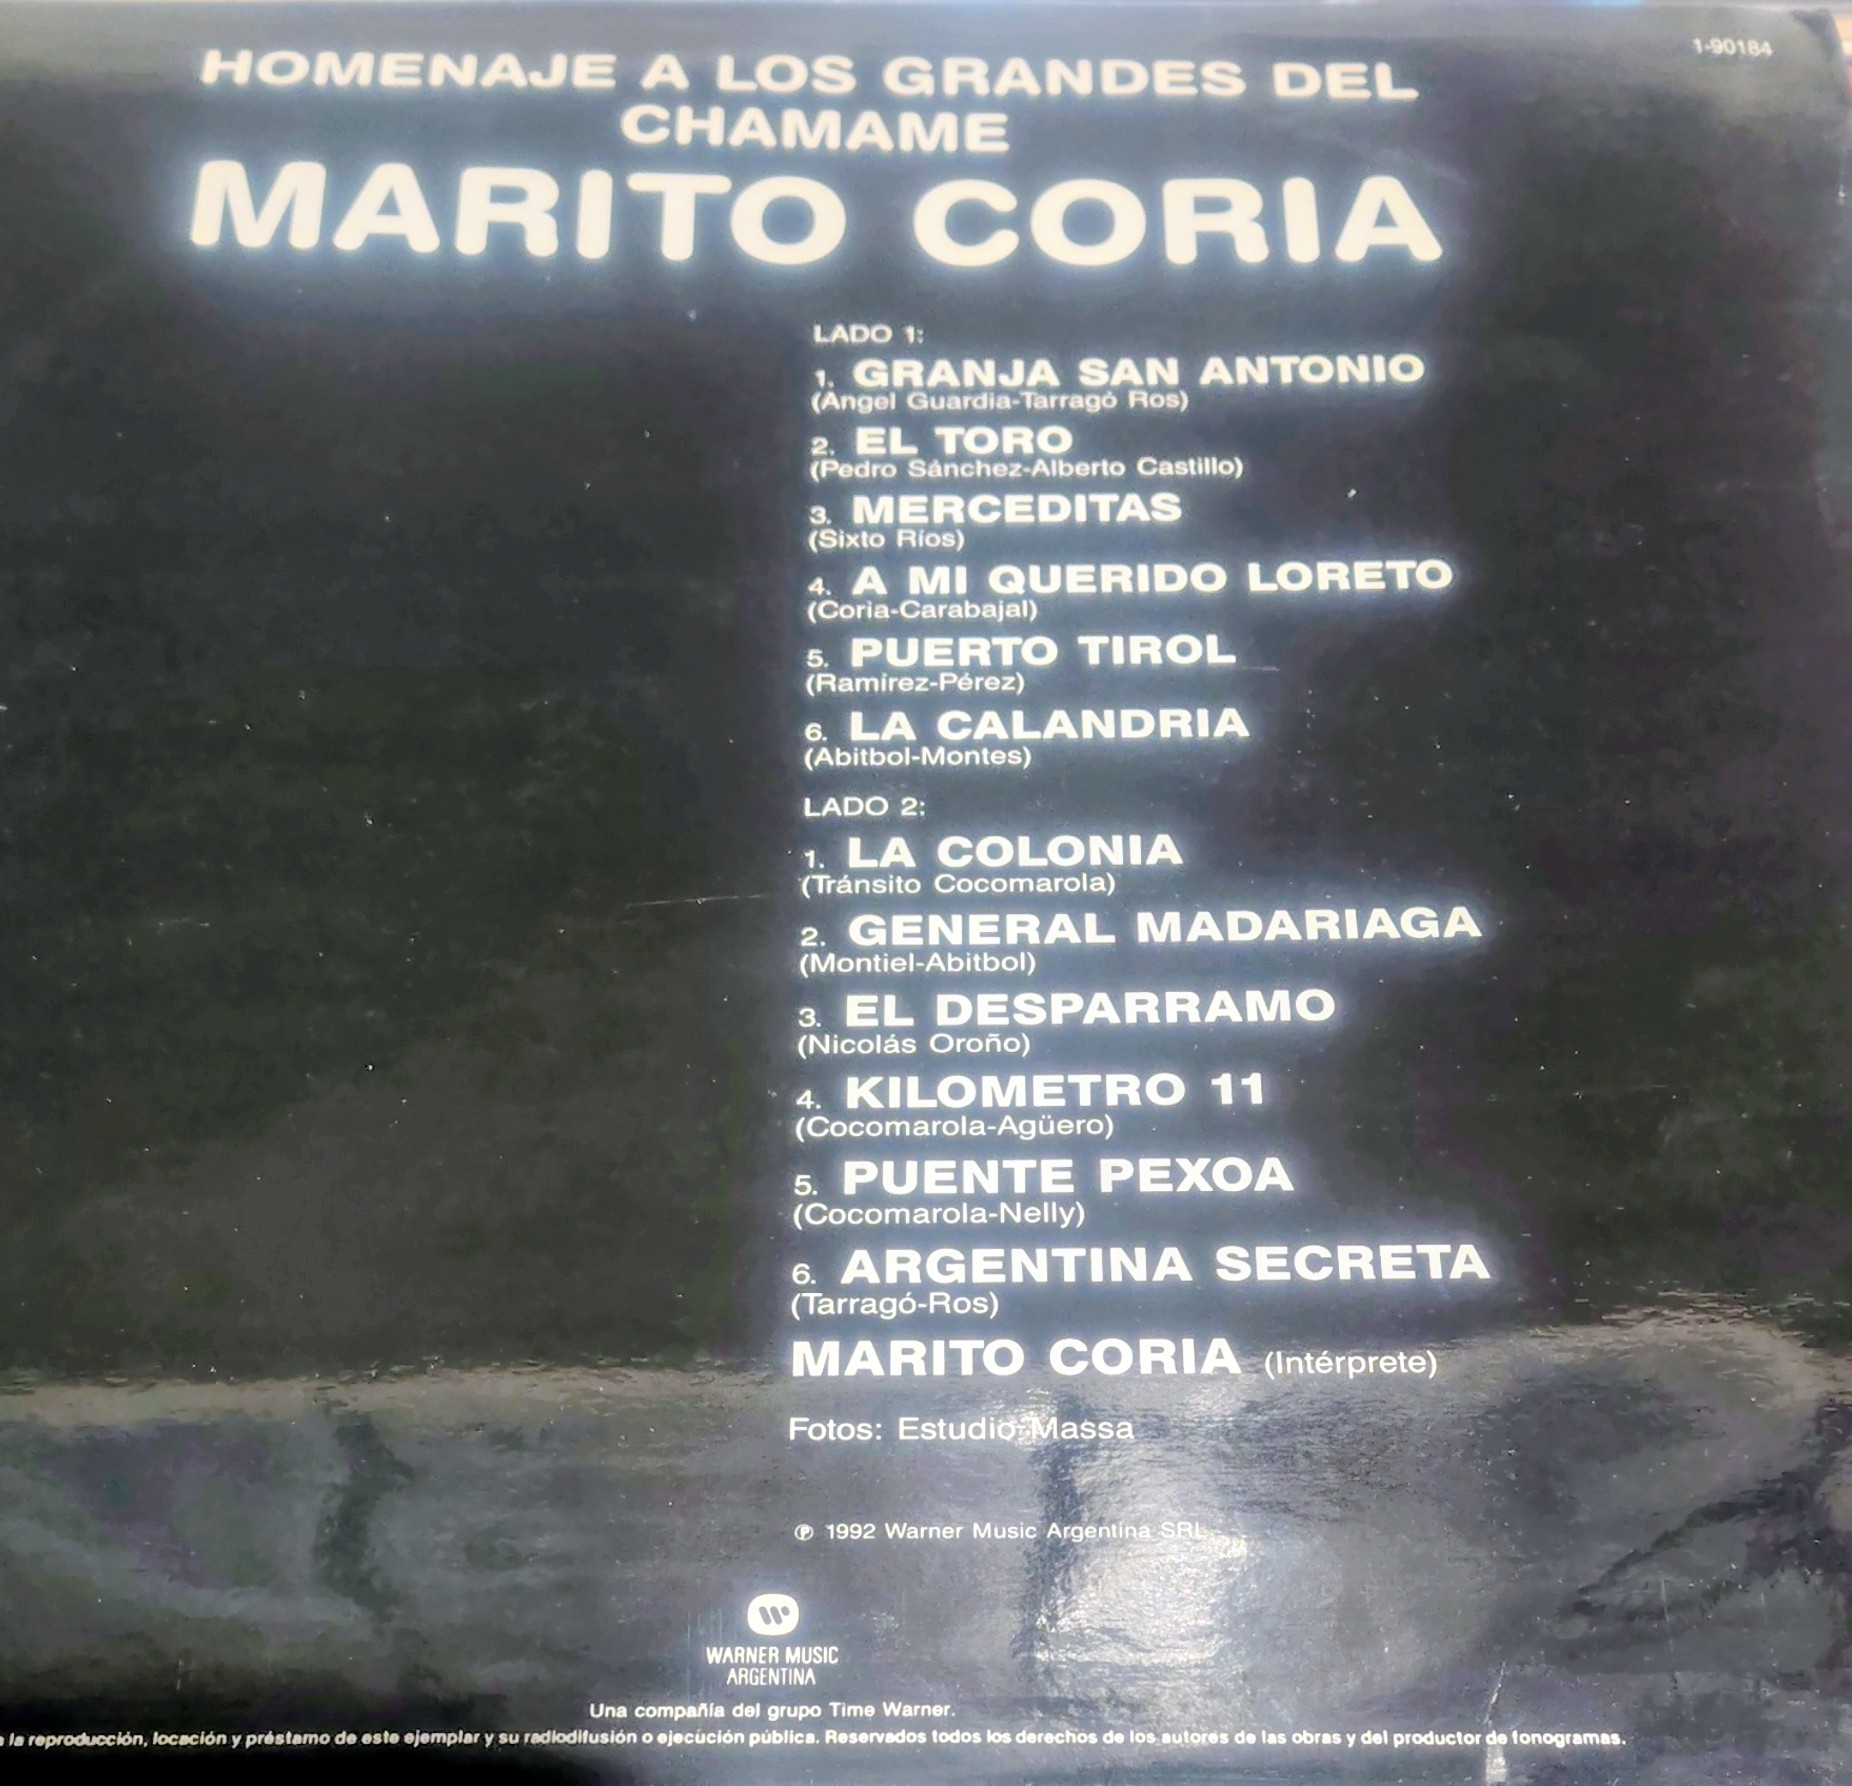 1-90184
HOMENAJE A LOS GRANDES DEL
CHAMAME
MARITO CORIA
LADO 1:
1. GRANJA SAN ANTONIO
(Angel Guardia-Tarragó Ros)
2. EL TORO
(Pedro Sánchez-Alberto Castillo)
3. MERCEDITAS
(Sixto Ríos)
4. A MI QUERIDO LORETO
(Coria-Carabajal)
5. PUERTO TIROL
(Ramírez-Pérez)
6. LA CALANDRIA
(Abitbol-Montes)
LADO 2:
1. LA COLONIA
(Tránsito Cocomarola)
2. GENERAL MADARIAGA
(Montiel-Abitbol)
3. EL DESPARRAMO
(Nicolás Oroño)
4. KILOMETRO 11
(Cocomarola-Agüero)
5. PUENTE PEXOA
(Cocomarola-Nelly)
6. ARGENTINA SECRETA
(Tarragó-Ros)
MARITO CORIA (Intérprete)
Fotos: Estudio Massa
℗ 1992 Warner Music Argentina SRL
WARNER MUSIC
ARGENTINA
Una compañía del grupo Time Warner.
la reproducción, locación y préstamo de este ejemplar y su radiodifusión o ejecución pública. Reservados todos los derechos de los autores de las obras y del productor de fonogramas.